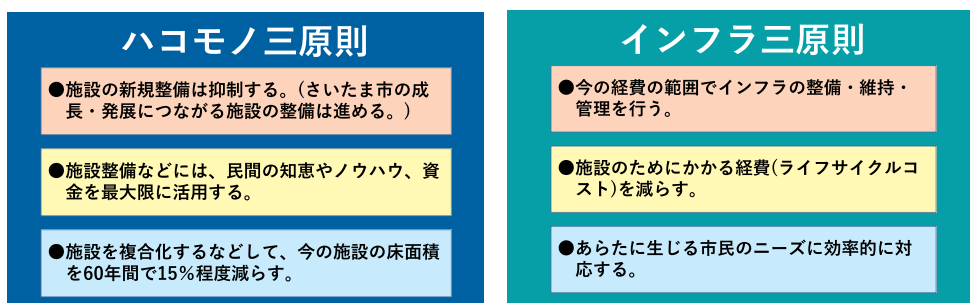 ハコモノ三原則
●施設の新規整備は抑制する。(さいたま市の成
長・発展につながる施設の整備は進める。)
●施設整備などには、民間の知恵やノウハウ、資
金を最大限に活用する。
●施設を複合化するなどして、今の施設の床面積
を60年間で15%程度減らす。
インフラ三原則
●今の経費の範囲でインフラの整備・維持・
管理を行う。
●施設のためにかかる経費(ライフサイクルコ
スト)を減らす。
●あらたに生じる市民のニーズに効率的に対
応する。